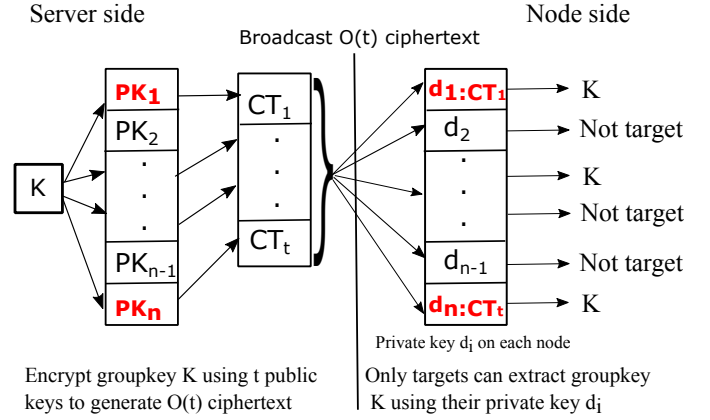 Server side
Node side
Broadcast O(t) ciphertext
K
PK1
PK2
.
.
.
PKn-1
PKn
CT1
.
.
.
CTt
d1:CT1
d2
.
.
.
dn-1
dn:CTt
K
Not target
K
Not target
Not target
K
Private key di on each node
Encrypt groupkey K using t public
keys to generate O(t) ciphertext
Only targets can extract groupkey
K using their private key di